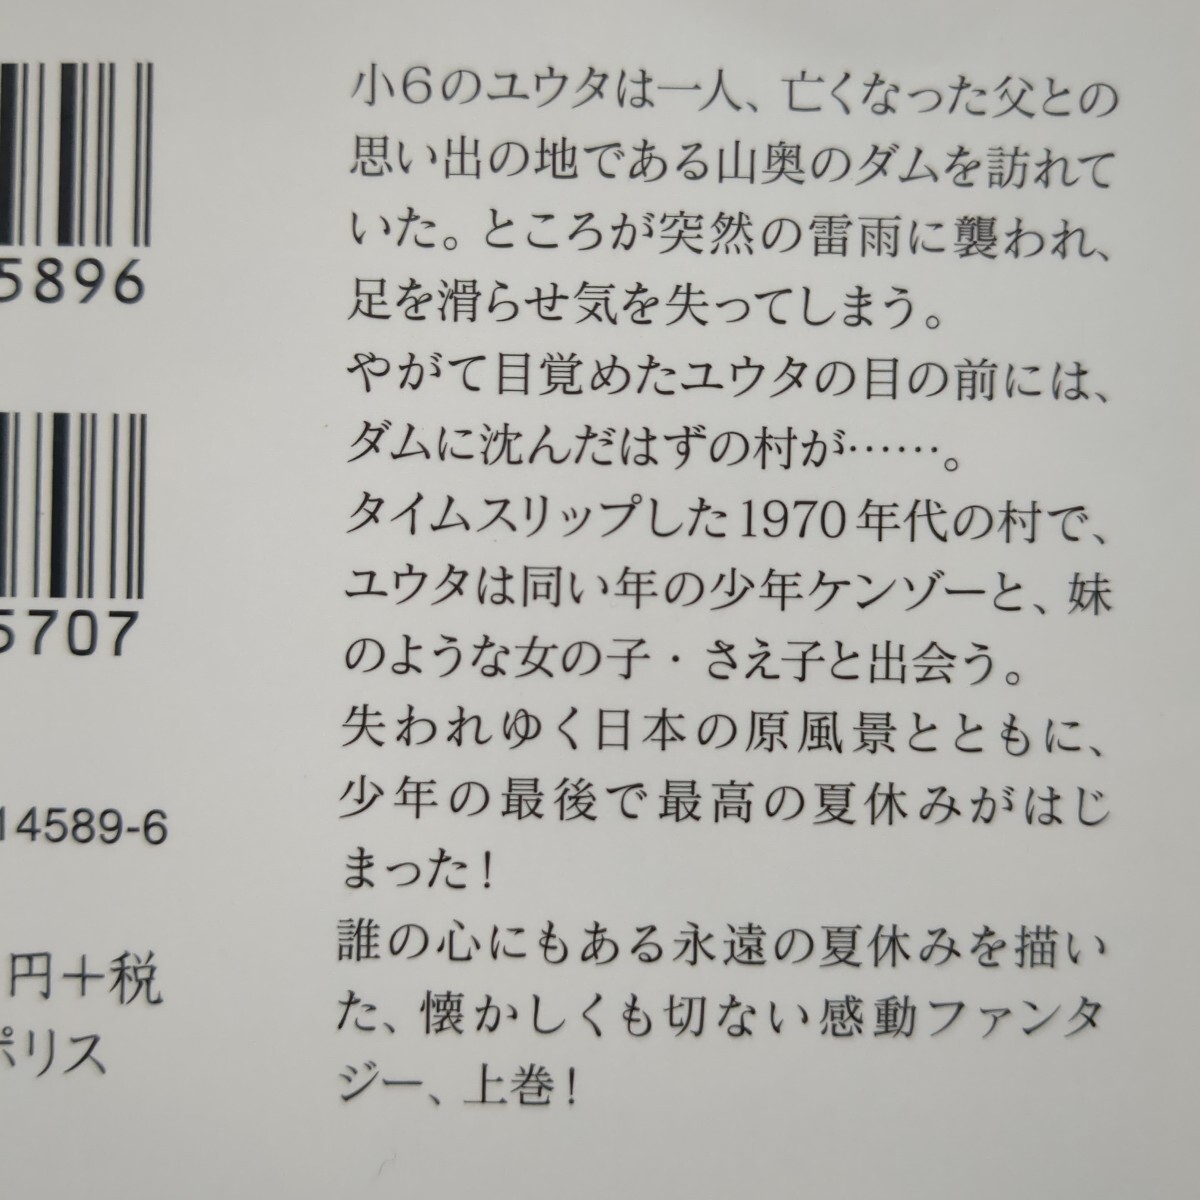 小6のユウタは一人、亡くなった父との
思い出の地である山奥のダムを訪れて
いた。ところが突然の雷雨に襲われ、
足を滑らせ気を失ってしまう。
やがて目覚めたユウタの目の前には、
ダムに沈んだはずの村が……。
タイムスリップした1970年代の村で、
ユウタは同い年の少年ケンゾーと、妹
のような女の子・さえ子と出会う。
失われゆく日本の原風景とともに、
少年の最後で最高の夏休みがはじ
まった!
誰の心にもある永遠の夏休みを描い
た、懐かしくも切ない感動ファンタ
ジー、上巻!
5896
5707
14589-6
円+税
ポリス